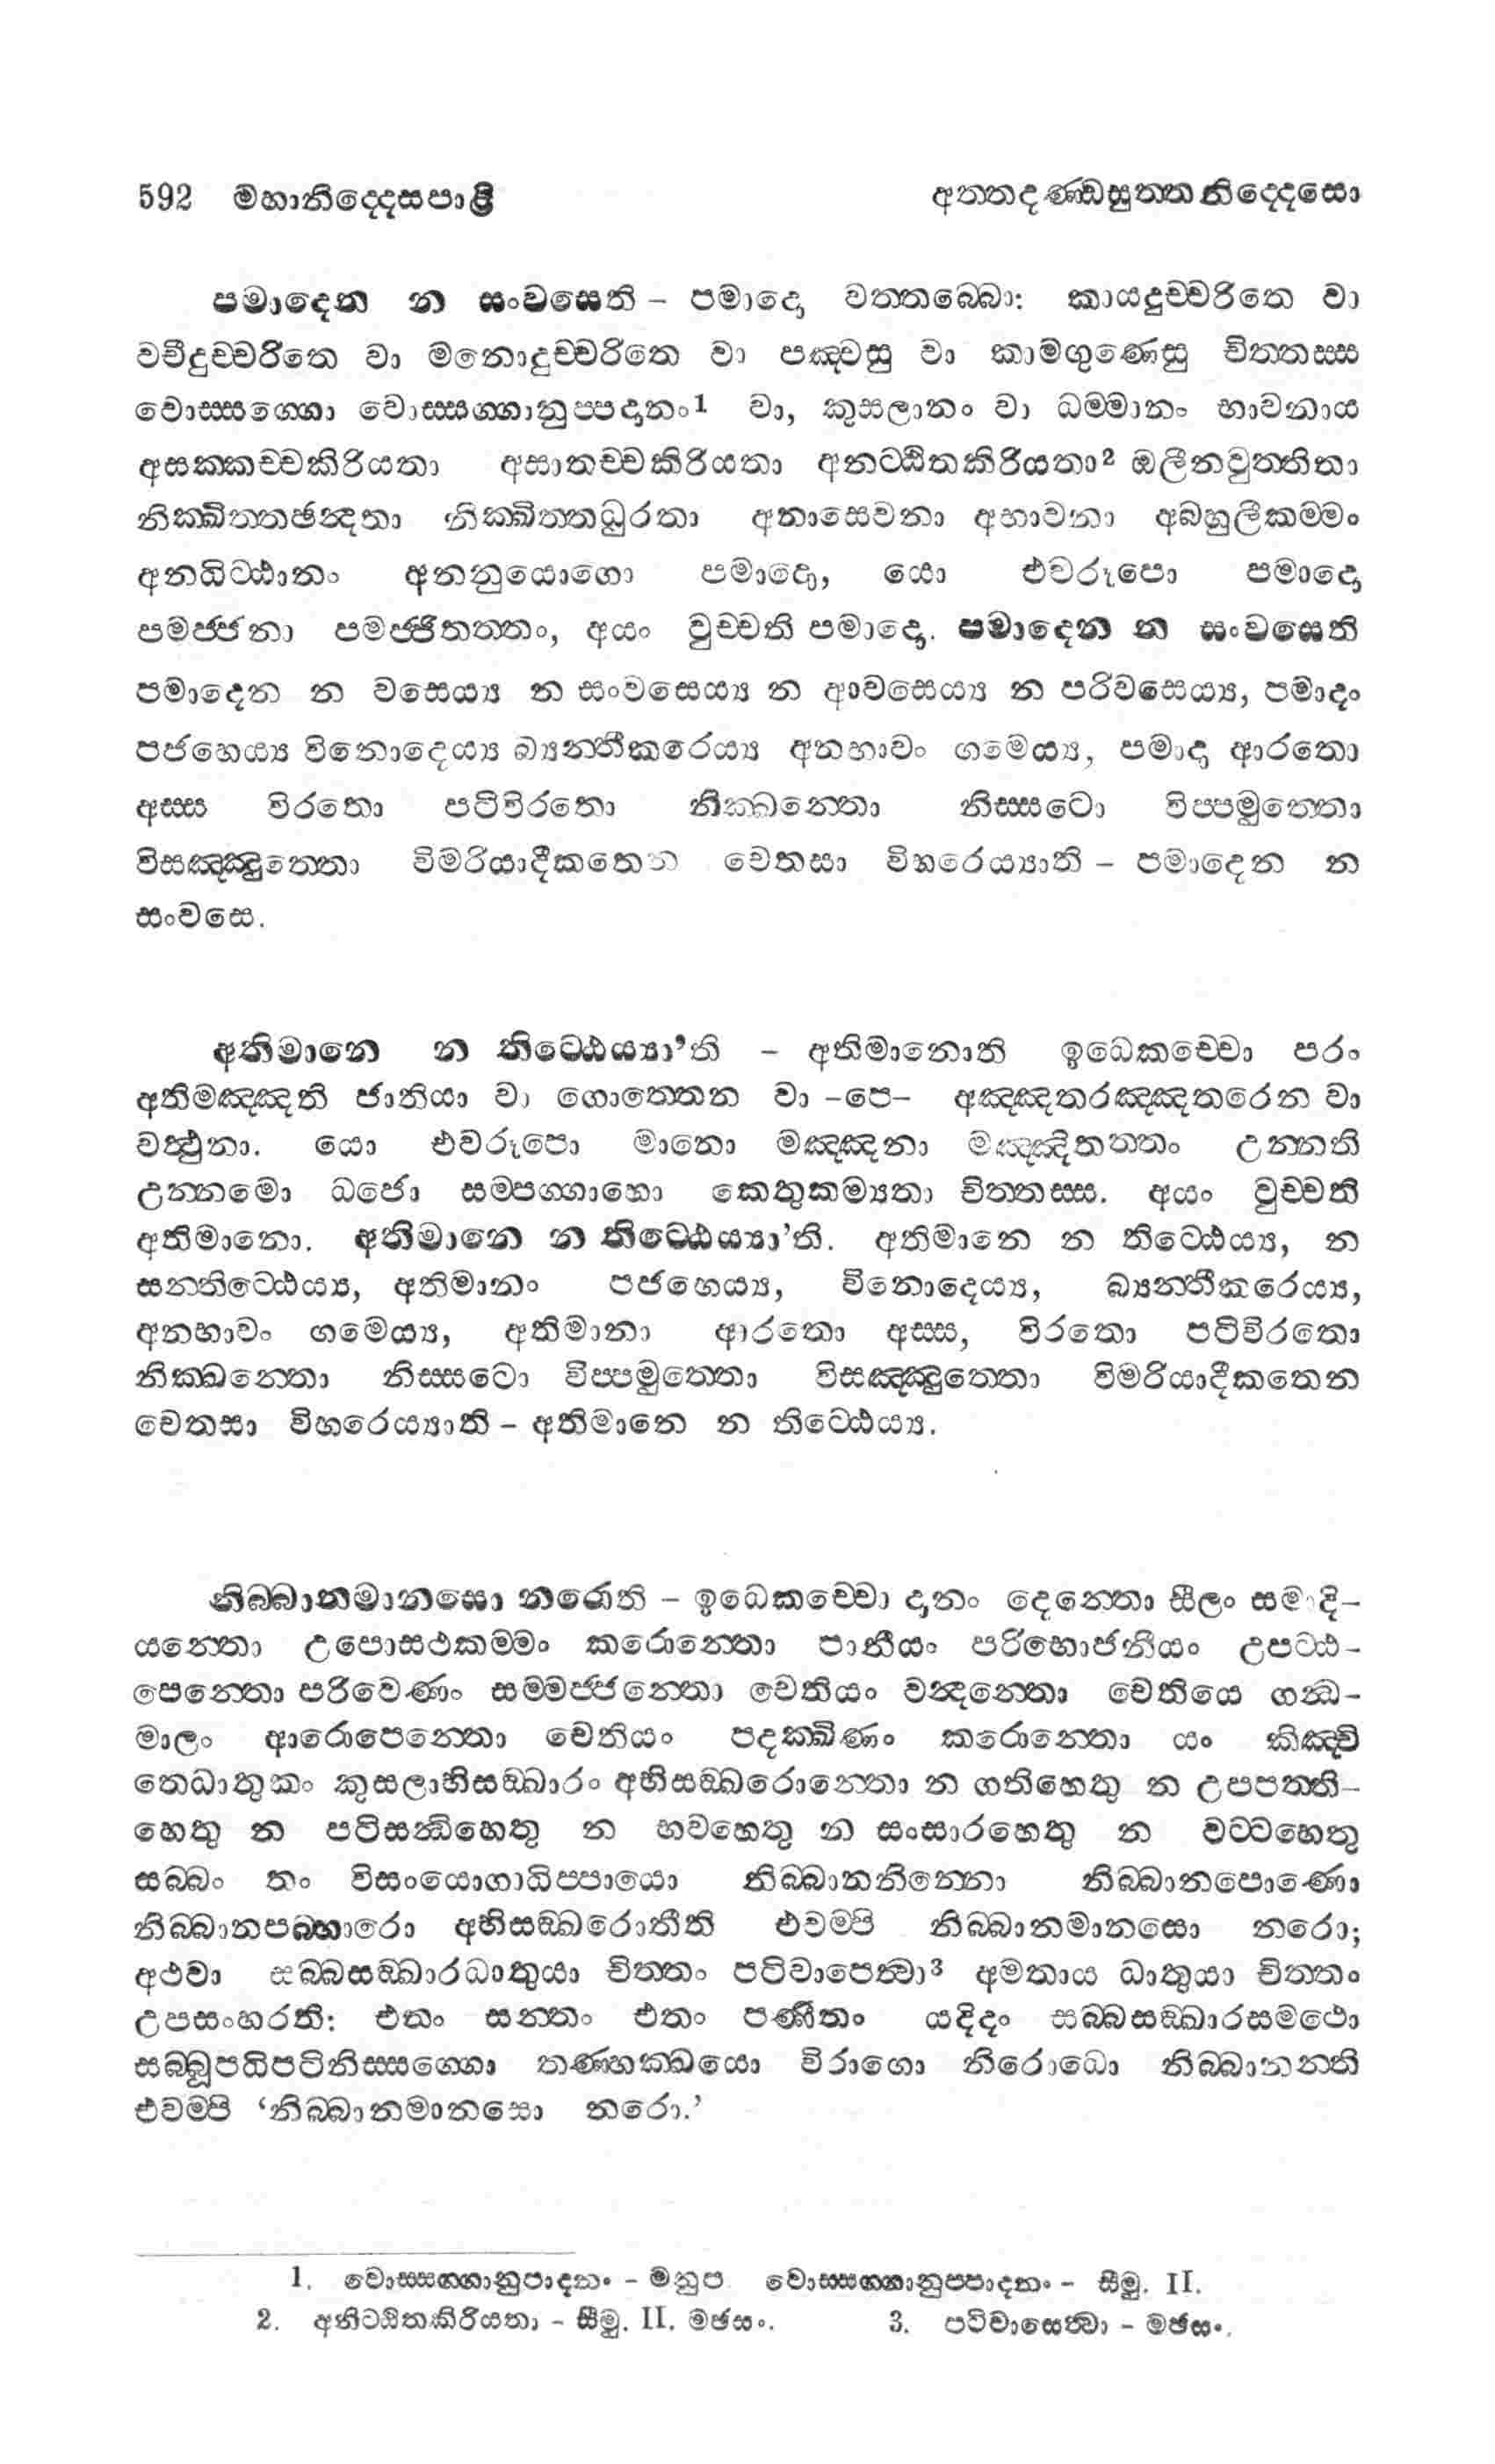 592 මහානිද්දෙසපාළි අත්තදණ්ඩසුත්තනිද්දෙසො
පමාදෙන න සංවසෙති – පමාදො වත්තබ්බො: කායදුච්චරිතෙ වා
වචීදුච්චරිතෙ වා මනොදුච්චරිතෙ වා පඤ්චසු වා කාමගුණෙසු චිත්තස්ස
වොස්සග්ගො වොස්සග්ගානුප්පදානං¹ වා, කුසලානං වා ධම්මානං භාවනාය
අසක්කච්චකිරියතා අසාතච්චකිරියතා අනට්ඨිතකිරියතා² ඔලීනවුත්තිතා
නික්ඛිත්තඡන්දතා නික්ඛිත්තධුරතා අනාසෙවනා අභාවනා අබහුලීකම්මං
අනධිට්ඨානං අනනුයොගො පමාදො, යො එවරූපො පමාදො
පමජ්ජනා පමජ්ජිතත්තං, අයං වුච්චති පමාදො. පමාදෙන න සංවසෙති
පමාදෙන න වසෙය්‍ය න සංවසෙය්‍ය න ආවසෙය්‍ය න පරිවසෙය්‍ය, පමාදං
පජහෙය්‍ය විනොදෙය්‍ය බ්‍යන්තීකරෙය්‍ය අනභාවං ගමෙය්‍ය, පමාදා ආරතො
අස්ස විරතො පටිවිරතො නික්ඛන්තො නිස්සටො විප්පමුත්තො
විසඤ්ඤුත්තො විමරියාදීකතෙන චෙතසා විහරෙය්‍යාති – පමාදෙන න
සංවසෙ.
අතිමානෙ න තිට්ඨෙය්‍යා’ති – අතිමානොති ඉධෙකච්චො පරං
අතිමඤ්ඤති ජාතියා වා ගොත්තෙන වා –පෙ– අඤ්ඤතරඤ්ඤතරෙන වා
වත්ථුනා. යො එවරූපො මානො මඤ්ඤනා මඤ්ඤිතත්තං උන්නති
උන්නමො ධජො සම්පග්ගාහො කෙතුකම්‍යතා චිත්තස්ස. අයං වුච්චති
අතිමානො. අතිමානෙ න තිට්ඨෙය්‍යා’ති. අතිමානෙ න තිට්ඨෙය්‍ය, න
සන්තිට්ඨෙය්‍ය, අතිමානං පජහෙය්‍ය, විනොදෙය්‍ය, බ්‍යන්තීකරෙය්‍ය,
අනභාවං ගමෙය්‍ය, අතිමානා ආරතො අස්ස, විරතො පටිවිරතො
නික්ඛන්තො නිස්සටො විප්පමුත්තො විසඤ්ඤුත්තො විමරියාදීකතෙන
චෙතසා විහරෙය්‍යාති – අතිමානෙ න තිට්ඨෙය්‍ය.
නිබ්බානමානසො නරොති – ඉධෙකච්චො දානං දෙන්තො සීලං සමාදි–
යන්තො උපොසථකම්මං කරොන්තො පානීයං පරිභොජනීයං උපට්ඨ–
පෙන්තො පරිවෙණං සම්මජ්ජන්තො චෙතියං වන්දන්තො චෙතියෙ ගන්ධ–
මාලං ආරොපෙන්තො චෙතියං පදක්ඛිණං කරොන්තො යං කිඤ්චි
තෙධාතුකං කුසලාභිසඞ්ඛාරං අභිසඞ්ඛරොන්තො න ගතිහෙතු න උපපත්ති–
හෙතු න පටිසන්ධිහෙතු න භවහෙතු න සංසාරහෙතු න වට්ටහෙතු
සබ්බං තං විසංයොගාධිප්පායො නිබ්බානනින්නො නිබ්බානපොණො
නිබ්බානපබ්භාරො අභිසඞ්ඛරොතීති එවම්පි නිබ්බානමානසො නරො;
අථවා සබ්බසඞ්ඛාරධාතුයා චිත්තං පටිවාපෙත්වා³ අමතාය ධාතුයා චිත්තං
උපසංහරති: එතං සන්තං එතං පණීතං යදිදං සබ්බසඞ්ඛාරසමථො
සබ්බූපධිපටිනිස්සග්ගො තණ්හක්ඛයො විරාගො නිරොධො නිබ්බානන්ති
එවම්පි ‘නිබ්බානමානසො නරො.’
1. වොස්සග්ගානුපාදනං – මනුප. වොස්සග්ගානුප්පාදනං – සීමු. II.
2. අනිට්ඨිතකිරියතා – සීමු. II. මඡසං. 3. පටිවාසෙත්වා – මඡසං.